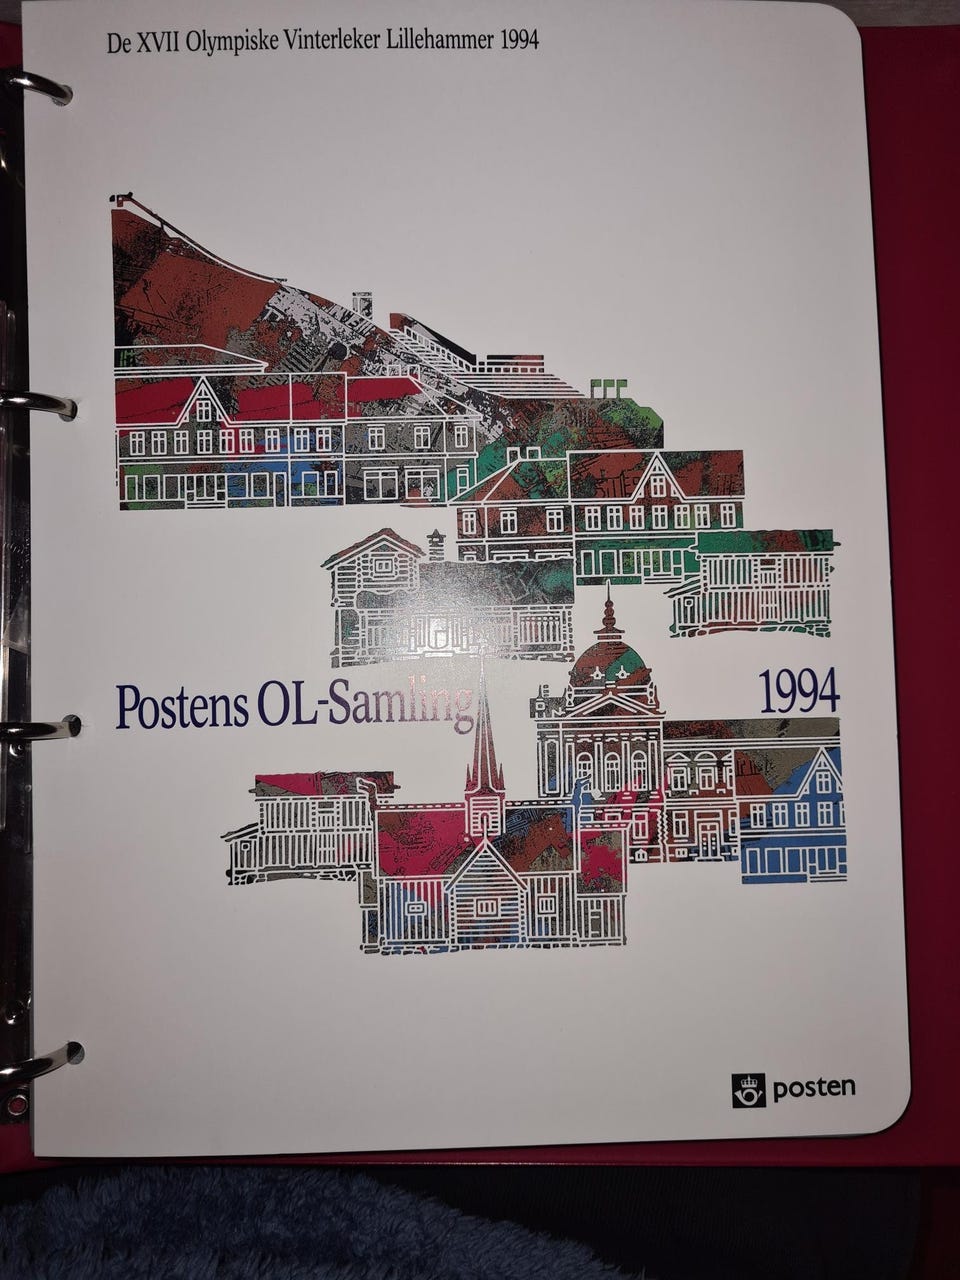 De XVII Olympiske Vinterleker Lillehammer 1994
Postens OL-Samling 1994
posten